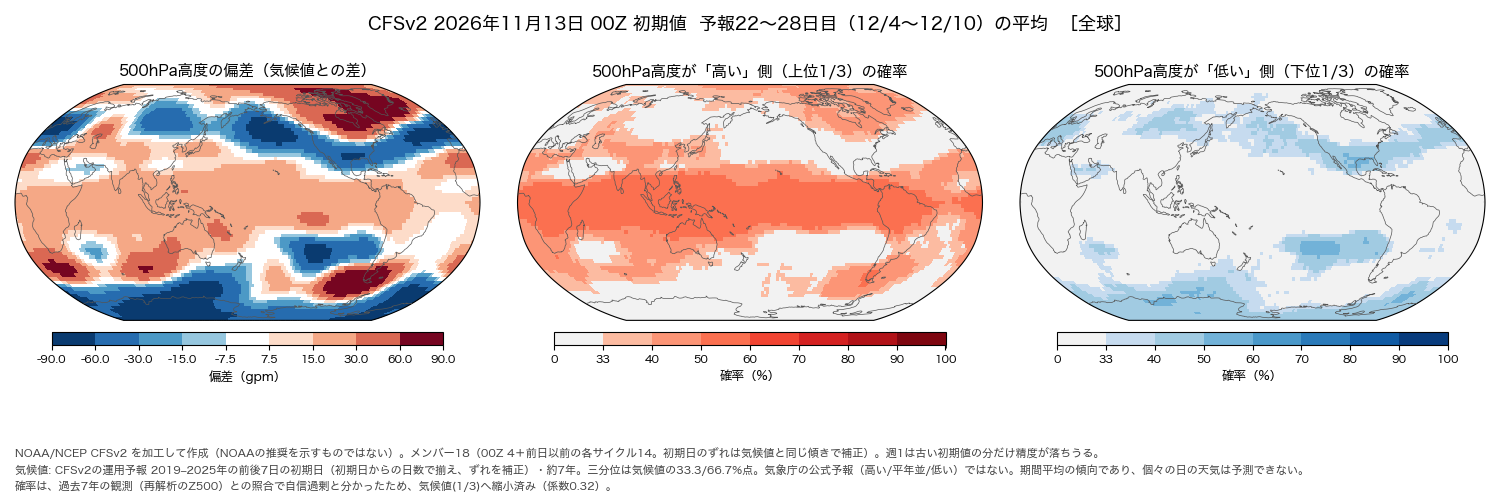 CFSv2 2026年11月13日 00Z 初期値 予報22〜28日目（12/4〜12/10）の平均 ［全球］
500hPa高度の偏差（気候値との差）
500hPa高度が「高い」側（上位1/3）の確率
500hPa高度が「低い」側（下位1/3）の確率
-90.0 -60.0 -30.0 -15.0 -7.5 7.5 15.0 30.0 60.0 90.0
偏差（gpm）
0 33 40 50 60 70 80 90 100
確率（%）
0 33 40 50 60 70 80 90 100
確率（%）
NOAA/NCEP CFSv2 を加工して作成（NOAAの推奨を示すものではない）。メンバー18（00Z 4＋前日以前の各サイクル14。初期日のずれは気候値と同じ傾きで補正）。週1は古い初期値の分だけ精度が落ちうる。
気候値: CFSv2の運用予報 2019–2025年の前後7日の初期日（初期日からの日数で揃え、ずれを補正）・約7年。三分位は気候値の33.3/66.7%点。気象庁の公式予報（高い/平年並/低い）ではない。期間平均の傾向であり、個々の日の天気は予測できない。
確率は、過去7年の観測（再解析のZ500）との照合で自信過剰と分かったため、気候値(1/3)へ縮小済み（係数0.32）。